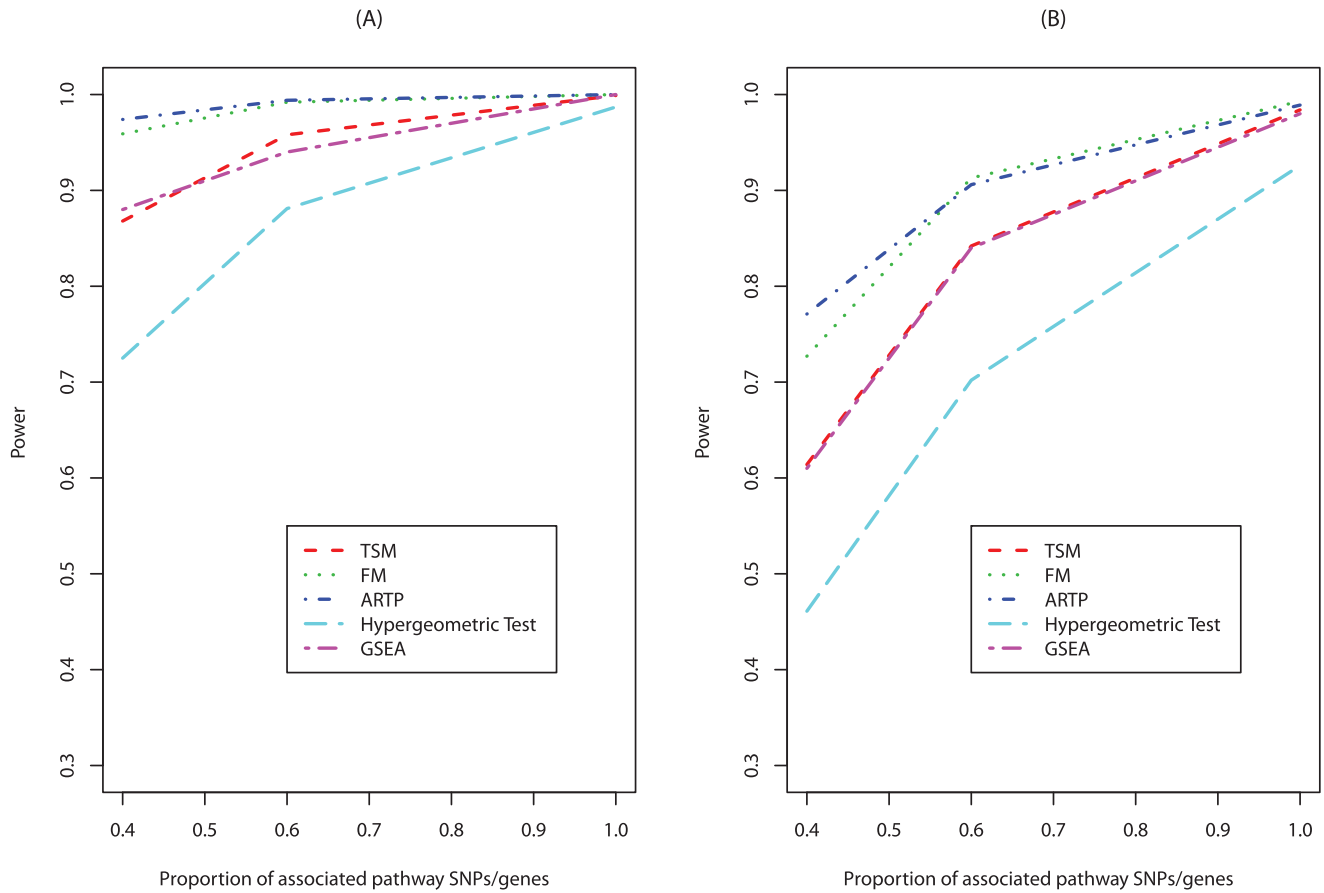 (A)
Power
1.0
0.9
0.8
0.7
0.6
0.5
0.4
0.3
TSM
FM
ARTP
Hypergeometric Test
GSEA
0.4 0.5 0.6 0.7 0.8 0.9 1.0
Proportion of associated pathway SNPs/genes
(B)
Power
1.0
0.9
0.8
0.7
0.6
0.5
0.4
0.3
TSM
FM
ARTP
Hypergeometric Test
GSEA
0.4 0.5 0.6 0.7 0.8 0.9 1.0
Proportion of associated pathway SNPs/genes